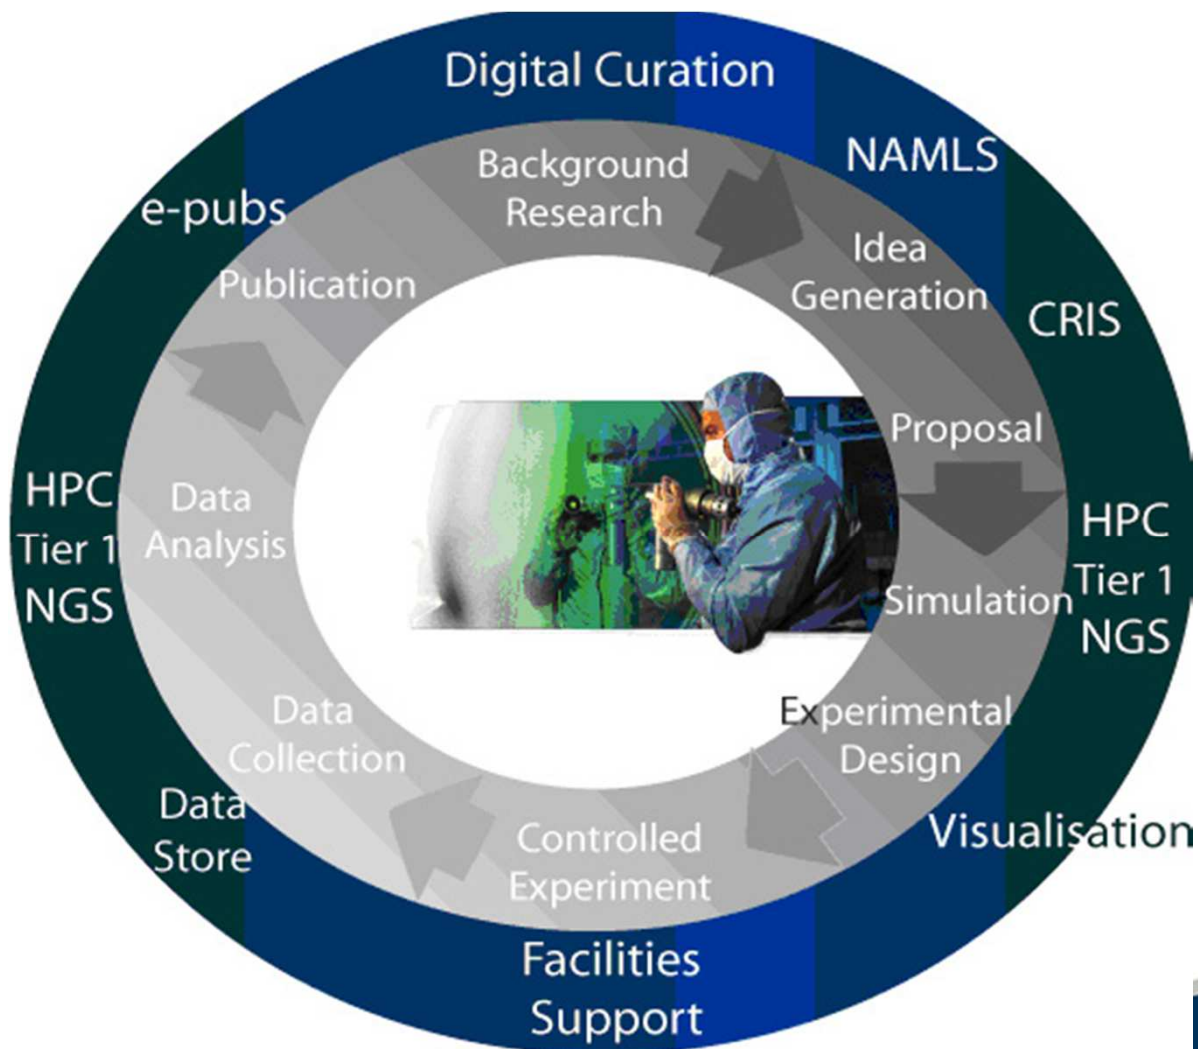 Digital Curation
NAMLS
CRIS
HPC
Tier 1
NGS
Visualisation
Facilities
Support
Data
Store
HPC
Tier 1
NGS
e-pubs
Background
Research
Idea
Generation
Proposal
Simulation
Experimental
Design
Controlled
Experiment
Data
Collection
Data
Analysis
Publication